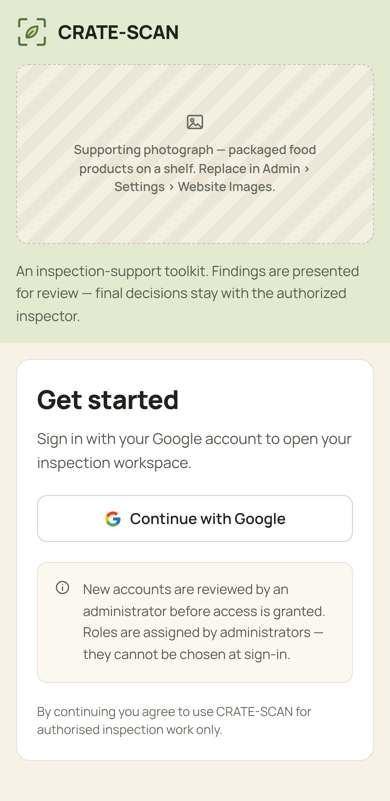 CRATE-SCAN
Supporting photograph — packaged food
products on a shelf. Replace in Admin ›
Settings › Website Images.
An inspection-support toolkit. Findings are presented
for review — final decisions stay with the authorized
inspector.
Get started
Sign in with your Google account to open your
inspection workspace.
Continue with Google
New accounts are reviewed by an
administrator before access is granted.
Roles are assigned by administrators —
they cannot be chosen at sign-in.
By continuing you agree to use CRATE-SCAN for
authorised inspection work only.